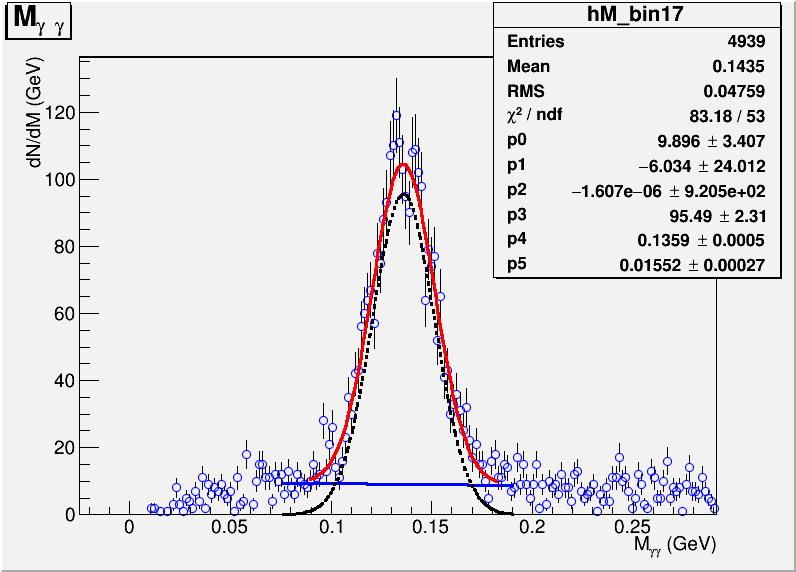 M γ γ
hM_bin17
Entries 4939
Mean 0.1435
RMS 0.04759
χ² / ndf 83.18 / 53
p0 9.896 ± 3.407
p1 −6.034 ± 24.012
p2 −1.607e−06 ± 9.205e+02
p3 95.49 ± 2.31
p4 0.1359 ± 0.0005
p5 0.01552 ± 0.00027
dN/dM (GeV)
120
100
80
60
40
20
0
0 0.05 0.1 0.15 0.2 0.25
Mγγ (GeV)